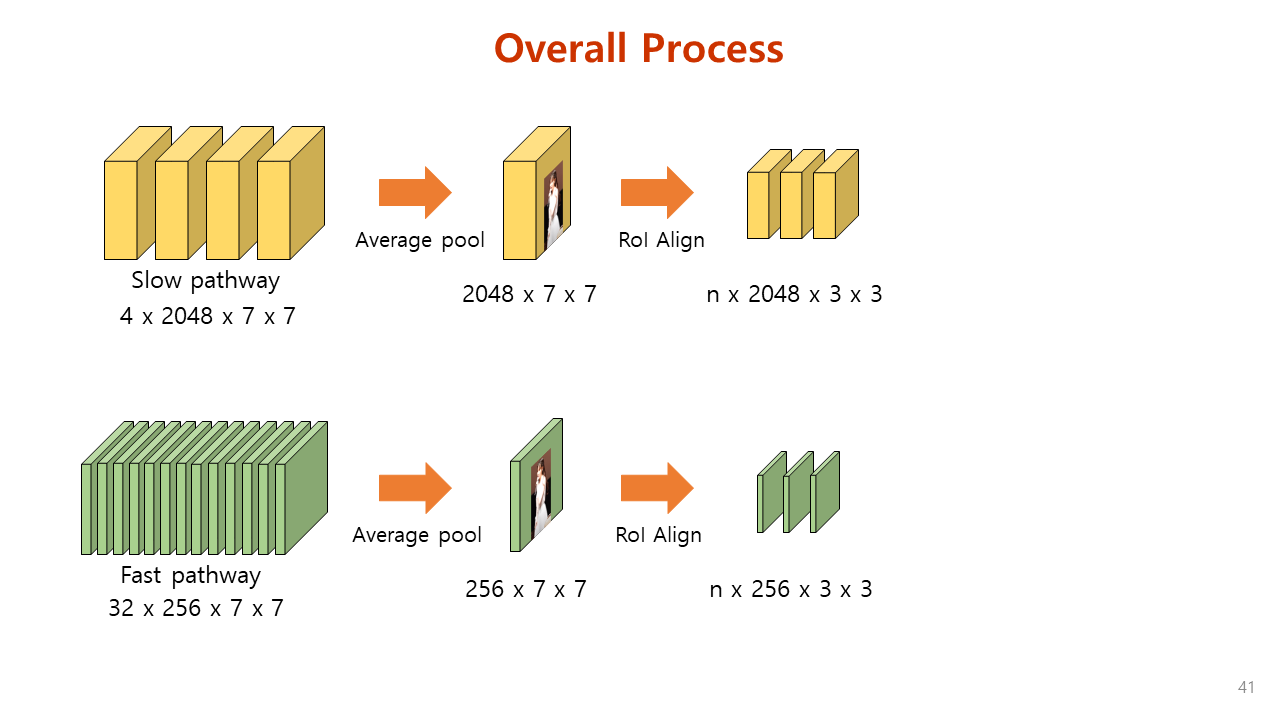 Overall Process
Average pool
RoI Align
Slow pathway
4 x 2048 x 7 x 7
2048 x 7 x 7
n x 2048 x 3 x 3
Average pool
RoI Align
Fast pathway
32 x 256 x 7 x 7
256 x 7 x 7
n x 256 x 3 x 3
41